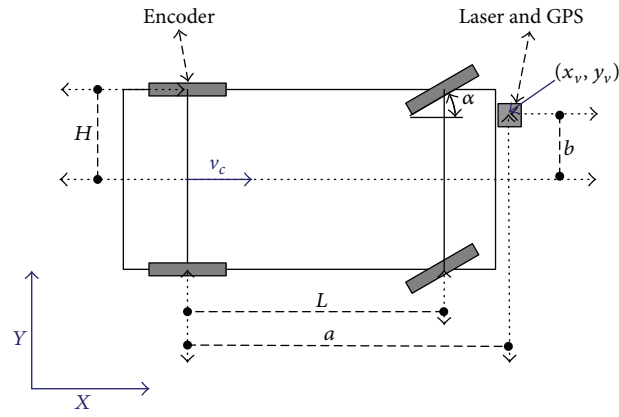 Encoder
Laser and GPS
(x_v, y_v)
α
H
b
v_c
L
a
Y
X